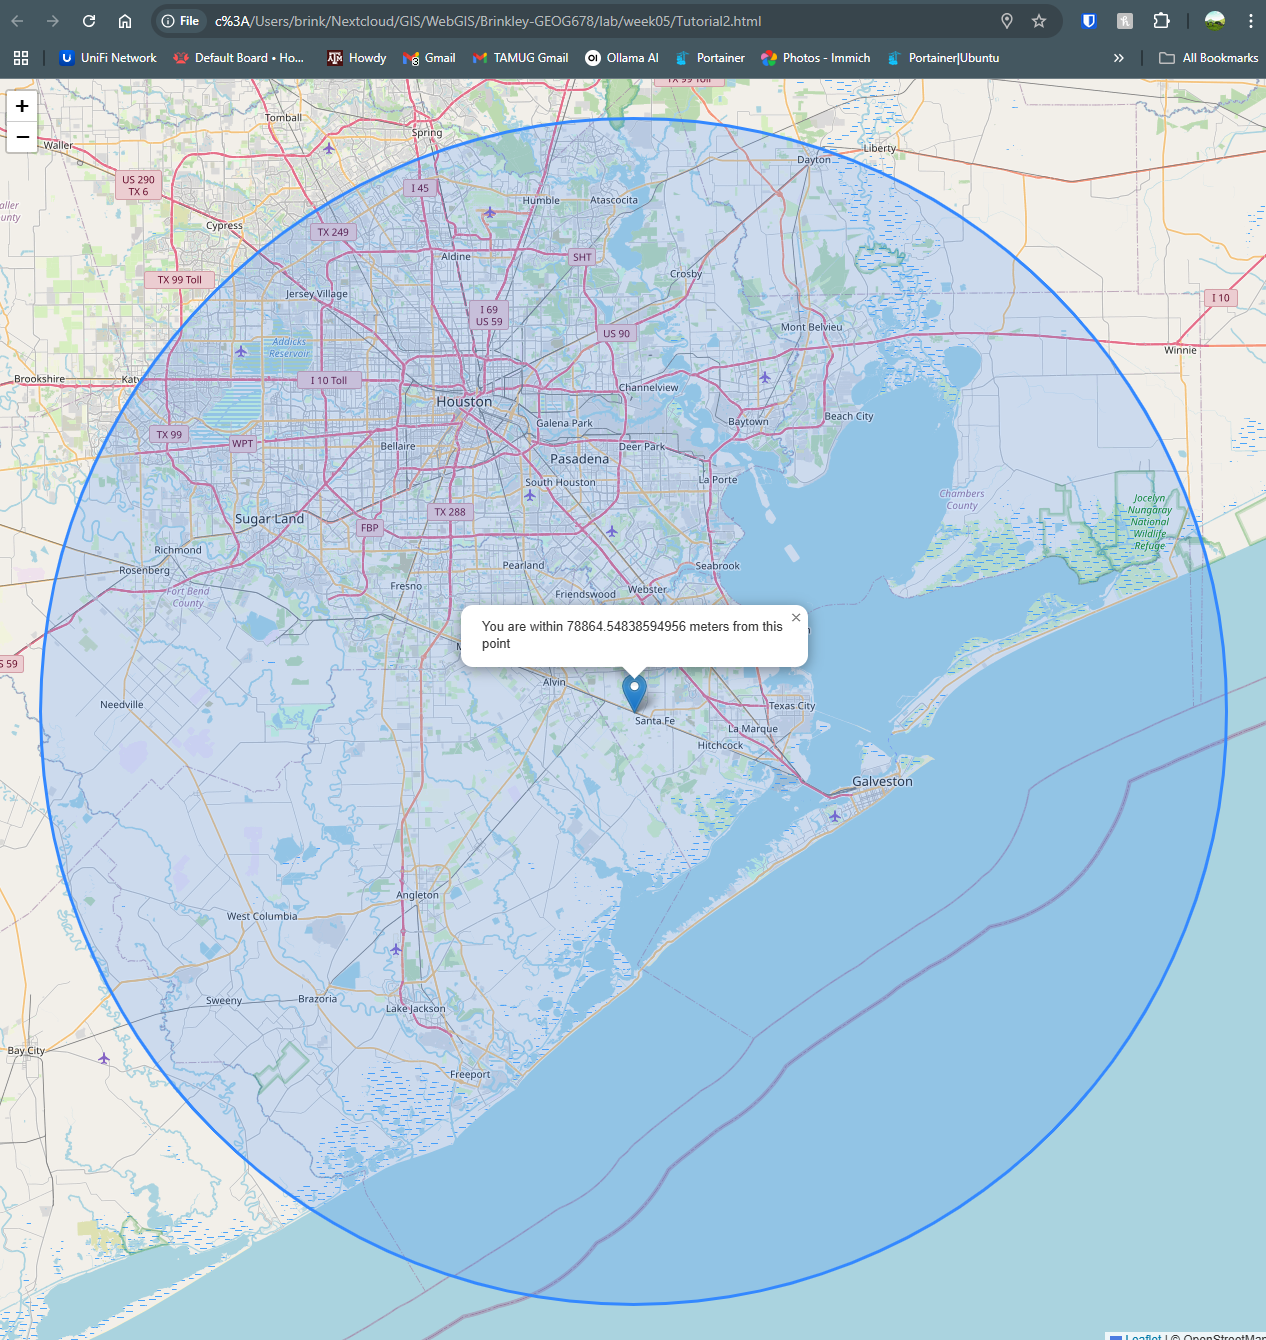 File
c%3A/Users/brink/Nextcloud/GIS/WebGIS/Brinkley-GEOG678/lab/week05/Tutorial2.html
UniFi Network
Default Board • Ho...
Howdy
Gmail
TAMUG Gmail
Ollama AI
Portainer
Photos - Immich
Portainer|Ubuntu
»
All Bookmarks
+
−
TX 99 Toll
Tomball
Spring
Waller
Liberty
Dayton
US 290
TX 6
I 45
Humble
Atascocita
Cypress
TX 249
Aldine
SHT
Crosby
TX 99 Toll
Jersey Village
I 69
US 59
I 10
Mont Belvieu
US 90
Addicks
Reservoir
Winnie
Brookshire
Katy
I 10 Toll
Channelview
Houston
Beach City
Galena Park
Baytown
TX 99
WPT
Bellaire
Deer Park
Pasadena
La Porte
South Houston
Chambers
County
Jocelyn
Nungaray
National
Wildlife
Refuge
TX 288
Sugar Land
FBP
Richmond
Rosenberg
Pearland
Seabrook
Fort Bend
County
Fresno
Friendswood
Webster
You are within 78864.54838594956 meters from this
point
×
S 59
Alvin
Needville
Texas City
Santa Fe
La Marque
Hitchcock
Galveston
Angleton
West Columbia
Sweeny
Brazoria
Lake Jackson
Bay City
Freeport
Leaflet | © OpenStreetMap